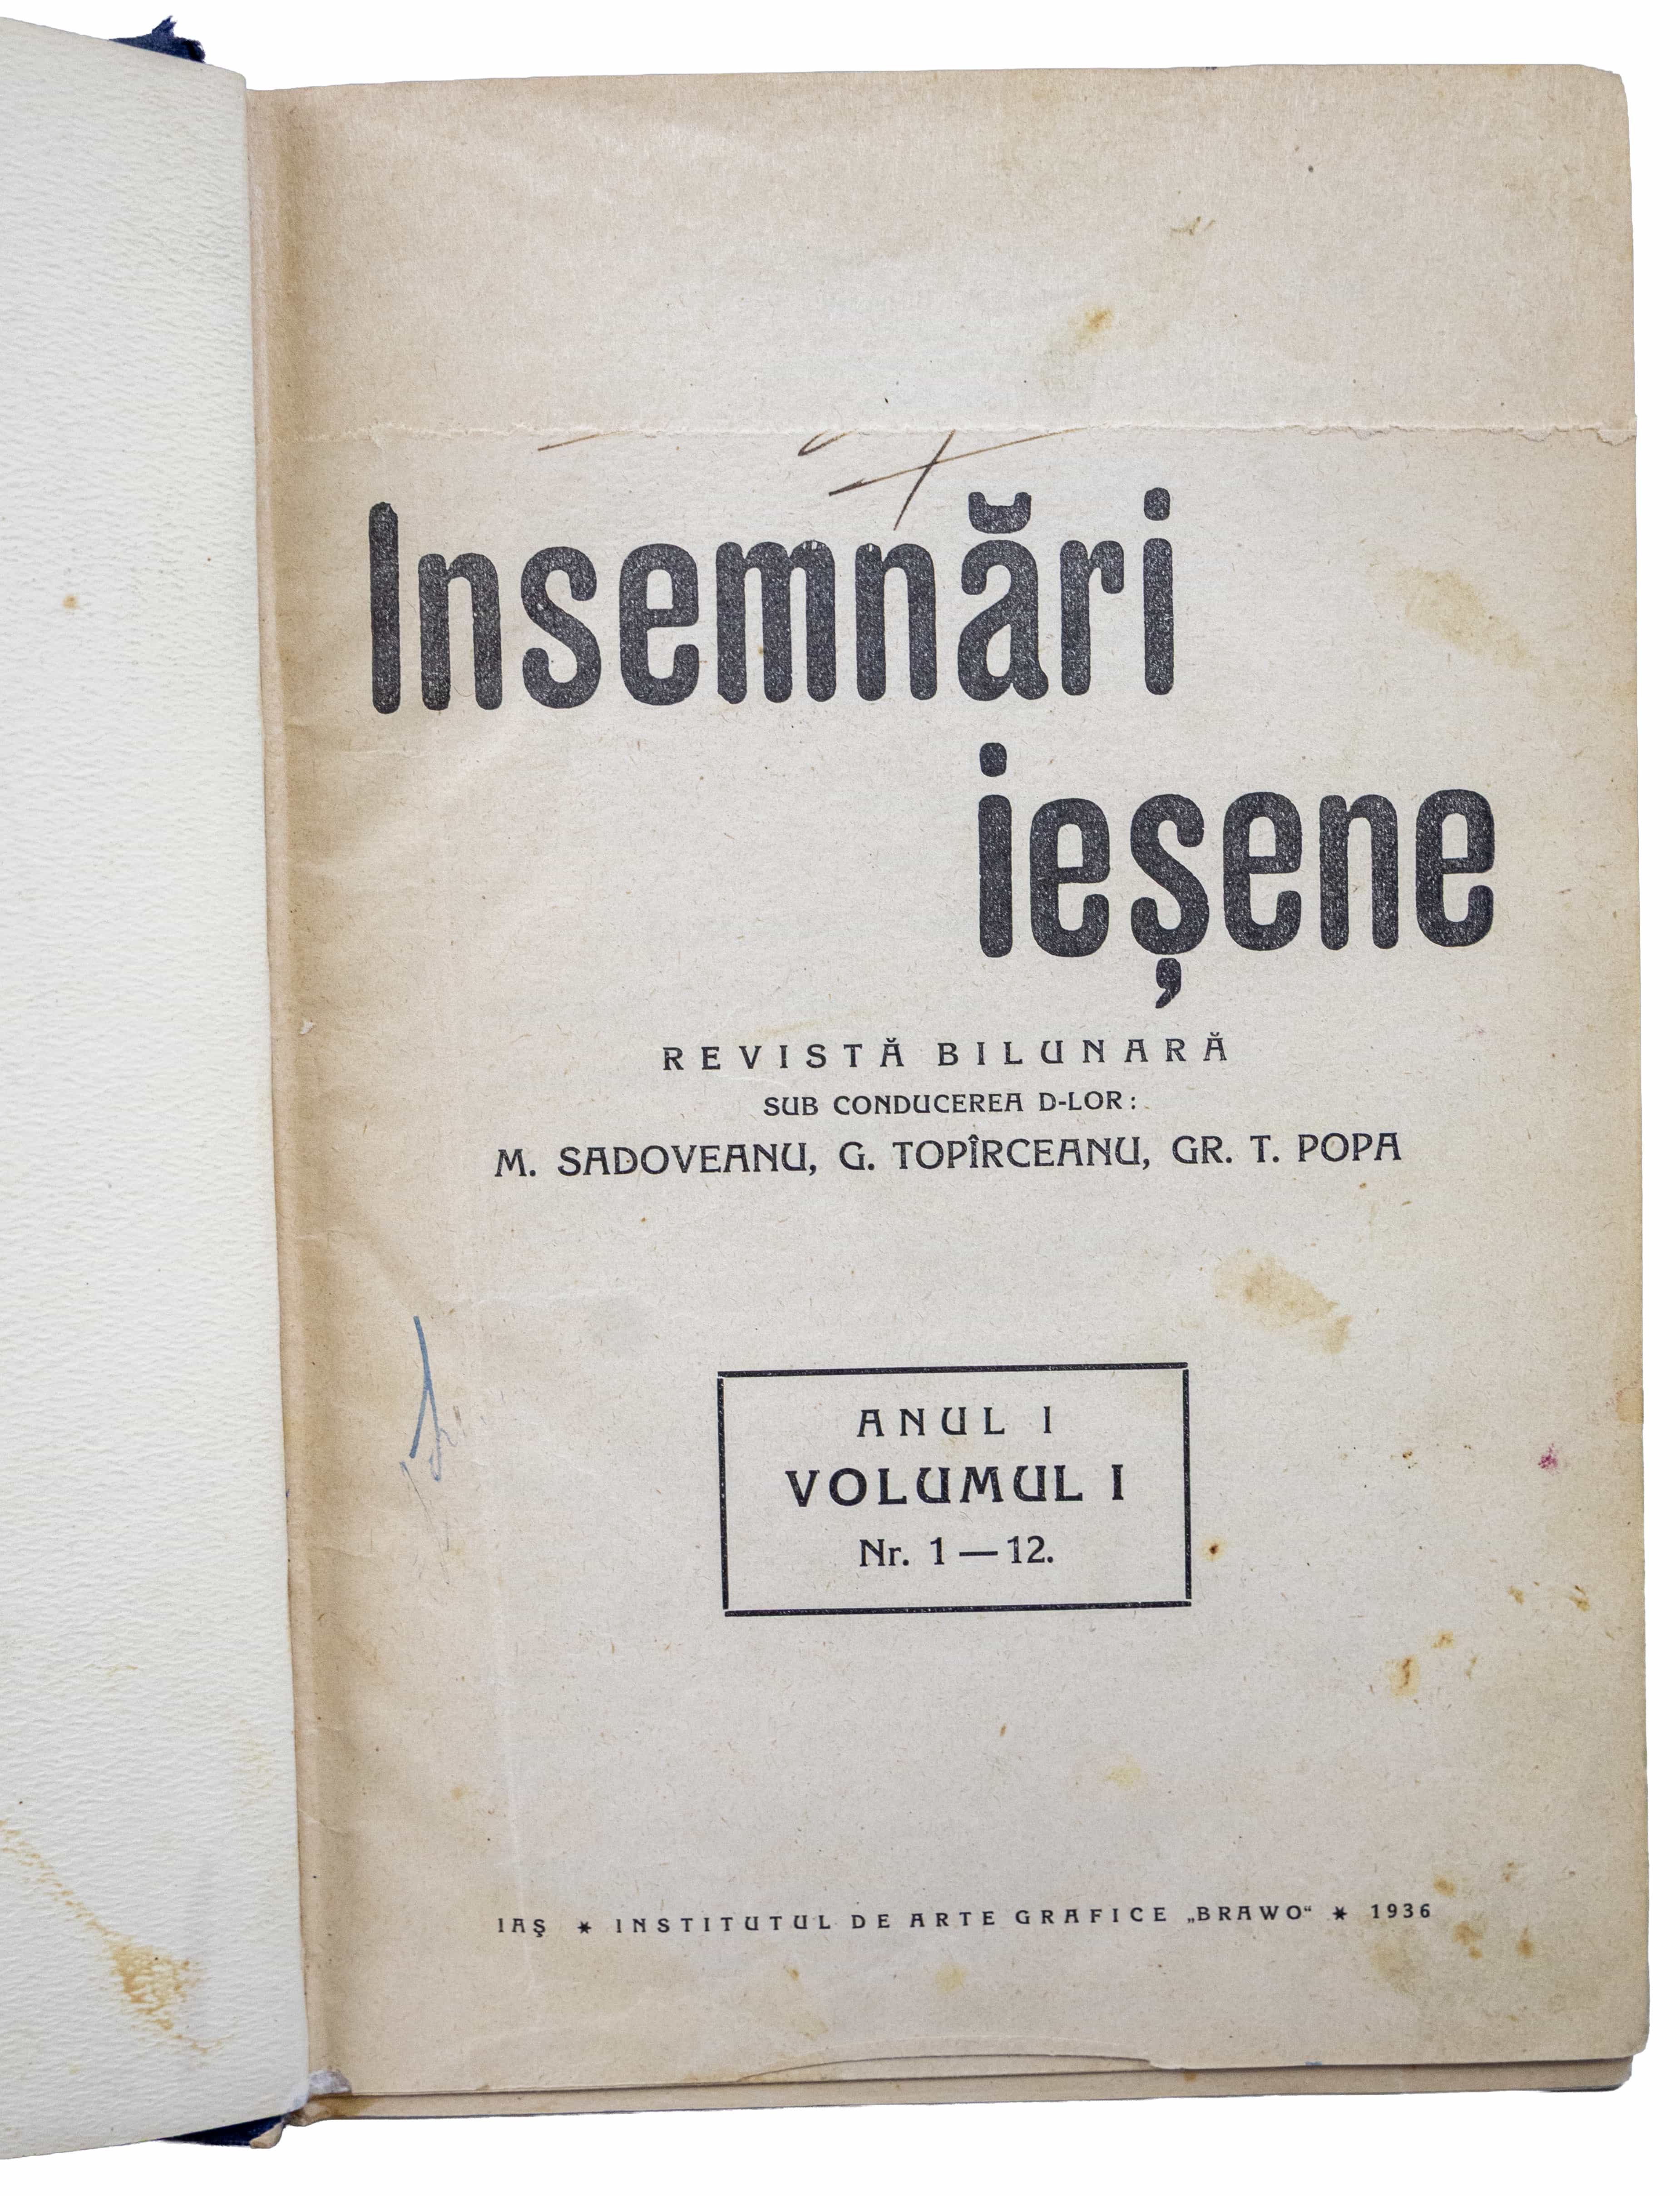 Insemnări
ieșene
REVISTĂ BILUNARĂ
SUB CONDUCEREA D-LOR:
M. SADOVEANU, G. TOPÎRCEANU, GR. T. POPA
ANUL I
VOLUMUL I
Nr. 1 — 12.
IAȘ * INSTITUTUL DE ARTE GRAFICE „BRAWO“ * 1936